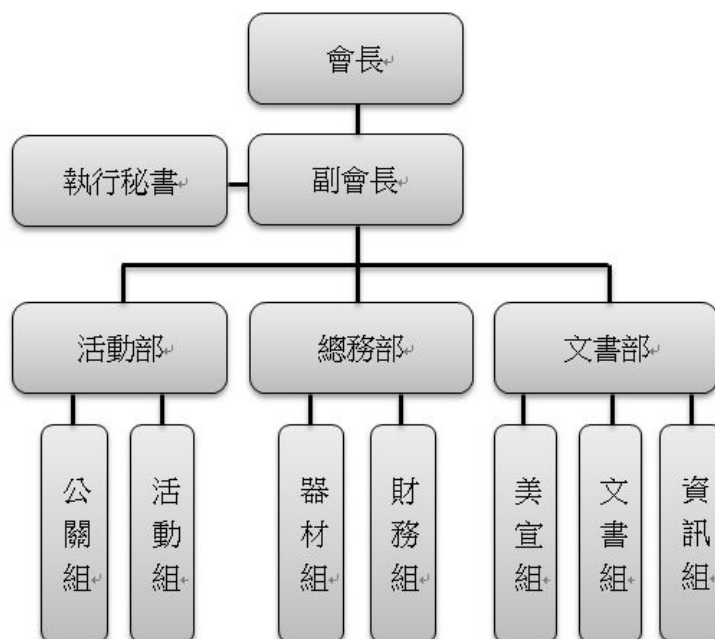 會長
執行秘書
副會長
活動部
總務部
文書部
公關組
活動組
器材組
財務組
美宣組
文書組
資訊組